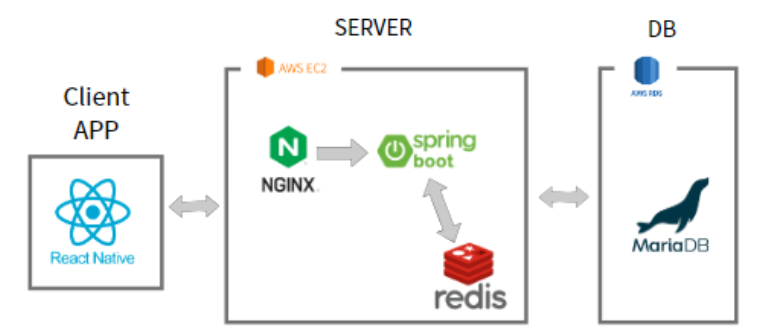 SERVER
DB
AWS EC2
AWS RDS
Client
APP
N
NGINX.
spring
boot
React Native
MariaDB
redis